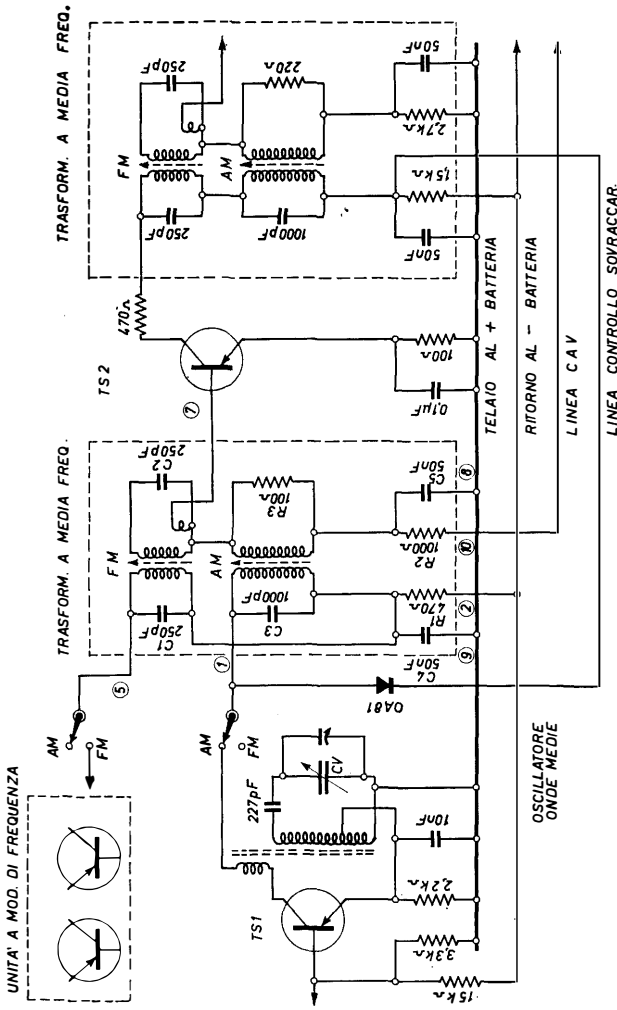 UNITA' A MOD. DI FREQUENZA
AM
FM
⑤
TRASFORM. A MEDIA FREQ.
FM
C1
250pF
C2
250pF
AM
C3
1000pF
R3
100Ω
①
⑦
TS2
470Ω
TRASFORM. A MEDIA FREQ.
FM
250pF
250pF
AM
1000pF
220Ω
TS1
AM
FM
227pF
CV
OA81
15kΩ
3,3kΩ
2,2kΩ
10nF
C4
50nF
⑨
R1
470Ω
②
R2
1000Ω
⑩
C5
50nF
⑧
0,1µF
100Ω
50nF
1,5kΩ
2,7kΩ
50nF
OSCILLATORE
ONDE MEDIE
TELAIO AL + BATTERIA
RITORNO AL - BATTERIA
LINEA CAV
LINEA CONTROLLO SOVRACCAR.